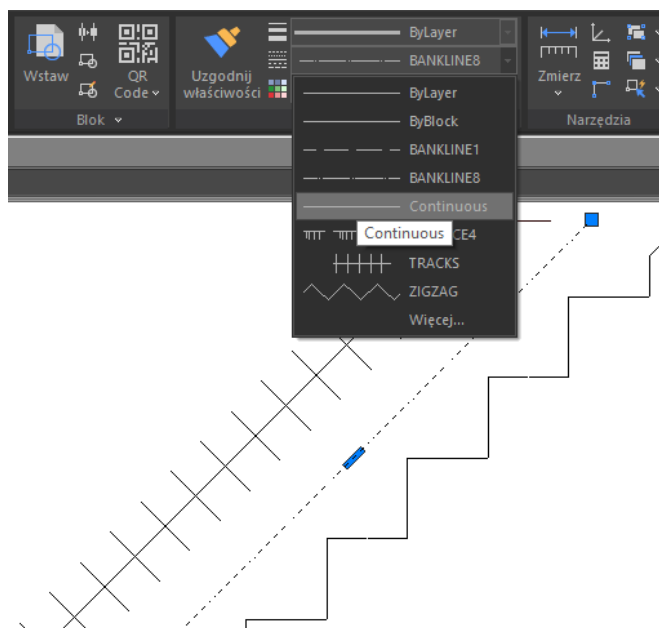 ByLayer
Wstaw
QR
Code
Uzgodnij
właściwości
BANKLINE8
Zmierz
Blok
Narzędzia
ByLayer
ByBlock
BANKLINE1
BANKLINE8
Continuous
Continuous
CE4
TRACKS
ZIGZAG
Więcej...